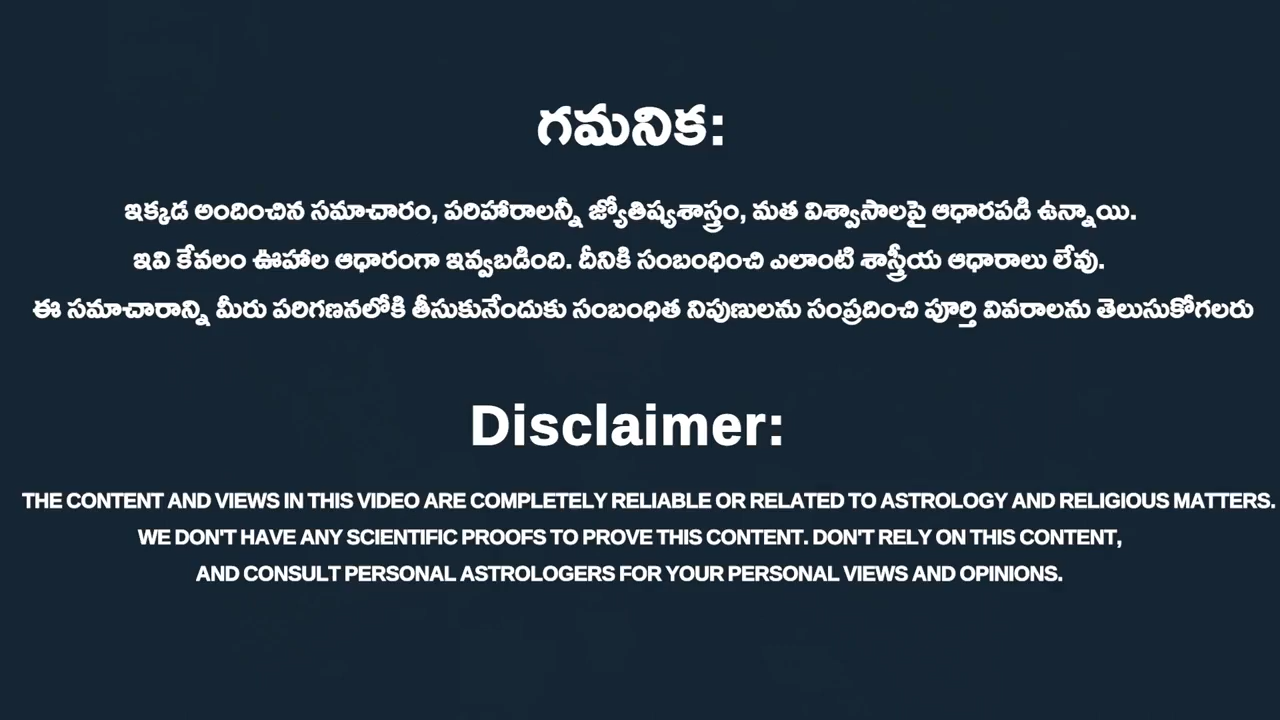 గమనిక:
ఇక్కడ అందించిన సమాచారం, పరిహారాలన్నీ జ్యోతిష్యశాస్త్రం, మత విశ్వాసాలపై ఆధారపడి ఉన్నాయి.
ఇవి కేవలం ఊహాల ఆధారంగా ఇవ్వబడింది. దీనికి సంబంధించి ఎలాంటి శాస్త్రీయ ఆధారాలు లేవు.
ఈ సమాచారాన్ని మీరు పరిగణనలోకి తీసుకునేందుకు సంబంధిత నిపుణులను సంప్రదించి పూర్తి వివరాలను తెలుసుకోగలరు
Disclaimer:
THE CONTENT AND VIEWS IN THIS VIDEO ARE COMPLETELY RELIABLE OR RELATED TO ASTROLOGY AND RELIGIOUS MATTERS.
WE DON'T HAVE ANY SCIENTIFIC PROOFS TO PROVE THIS CONTENT. DON'T RELY ON THIS CONTENT,
AND CONSULT PERSONAL ASTROLOGERS FOR YOUR PERSONAL VIEWS AND OPINIONS.